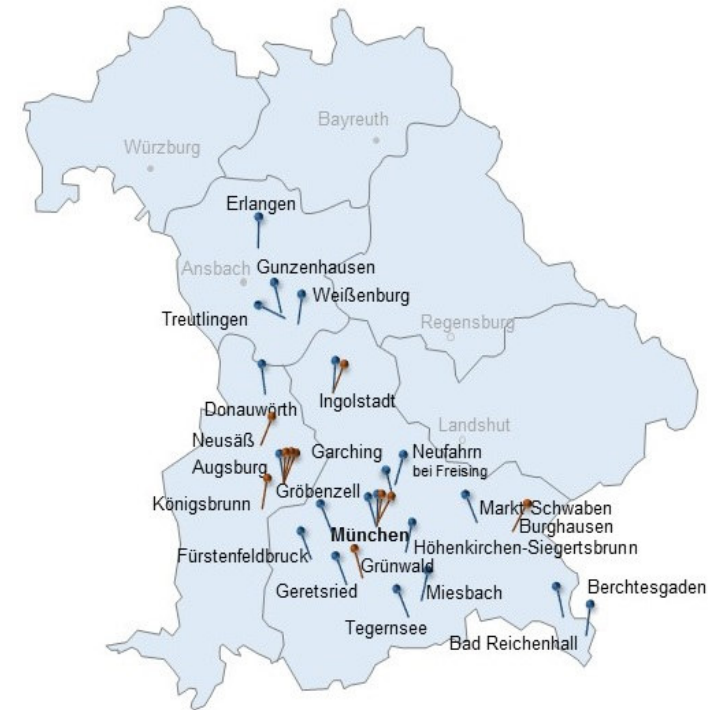 Bayreuth
Würzburg
Erlangen
Ansbach
Gunzenhausen
Weißenburg
Treutlingen
Regensburg
Ingolstadt
Donauwörth
Landshut
Neusäß
Garching
Neufahrn
bei Freising
Augsburg
Gröbenzell
Königsbrunn
Markt Schwaben
Burghausen
München
Höhenkirchen-Siegertsbrunn
Fürstenfeldbruck
Grünwald
Geretsried
Miesbach
Berchtesgaden
Tegernsee
Bad Reichenhall